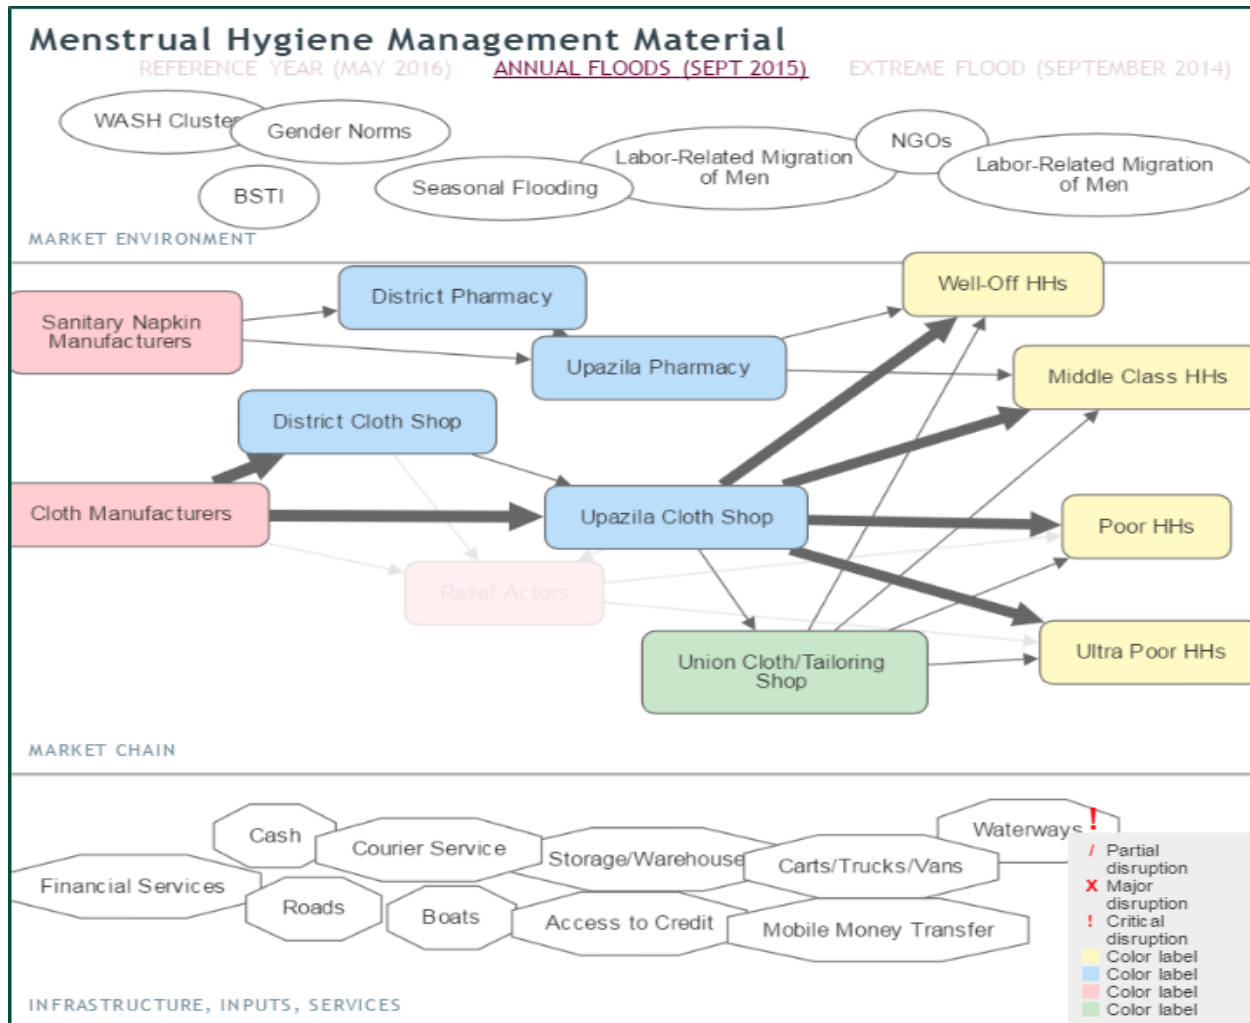 Menstrual Hygiene Management Material
REFERENCE YEAR (MAY 2016) ANNUAL FLOODS (SEPT 2015) EXTREME FLOOD (SEPTEMBER 2014)
WASH Cluster
Gender Norms
BSTI
Seasonal Flooding
Labor-Related Migration
of Men
NGOs
Labor-Related Migration
of Men
MARKET ENVIRONMENT
Sanitary Napkin
Manufacturers
District Pharmacy
Upazila Pharmacy
Well-Off HHs
Middle Class HHs
District Cloth Shop
Cloth Manufacturers
Upazila Cloth Shop
Poor HHs
Relief Actors
Union Cloth/Tailoring
Shop
Ultra Poor HHs
MARKET CHAIN
Cash
Courier Service
Storage/Warehouse
Carts/Trucks/Vans
Waterways !
Financial Services
Roads
Boats
Access to Credit
Mobile Money Transfer
/ Partial
disruption
X Major
disruption
! Critical
disruption
Color label
Color label
Color label
Color label
INFRASTRUCTURE, INPUTS, SERVICES